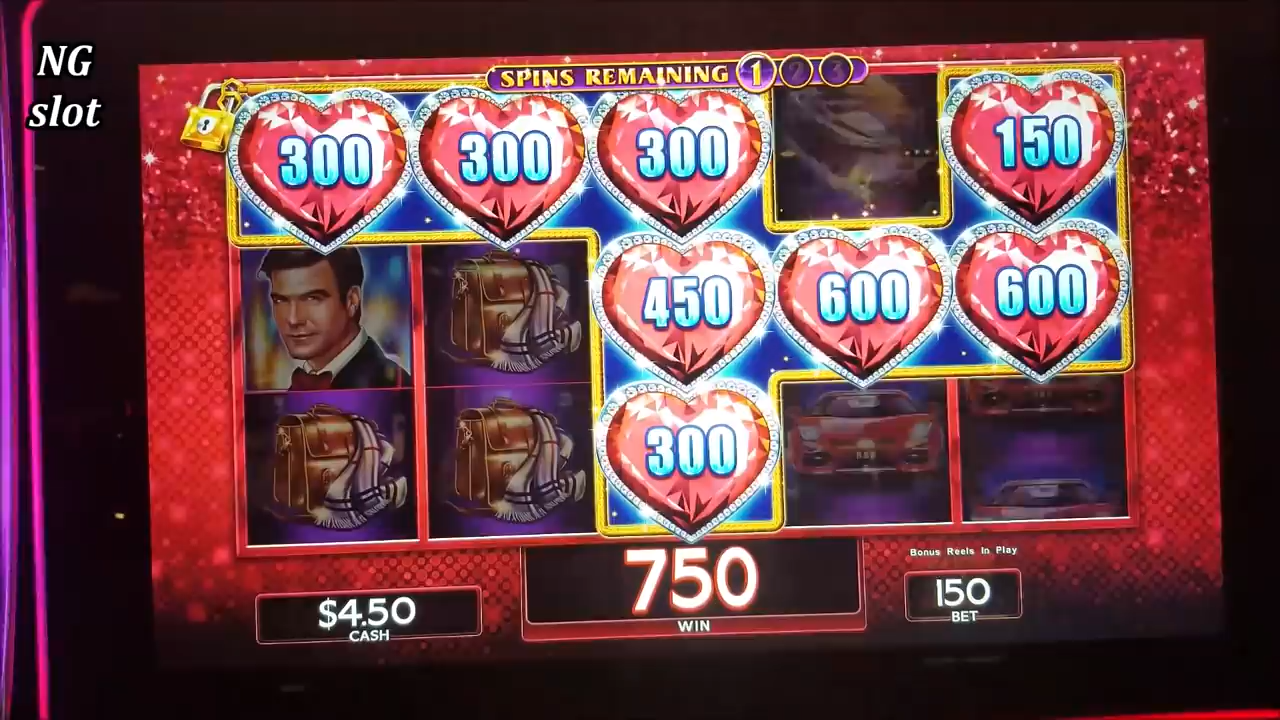 NG
slot
SPINS REMAINING 1 2 3
300 300 300 150
450 600 600
300
750
WIN
$4.50
CASH
Bonus Reels In Play
150
BET